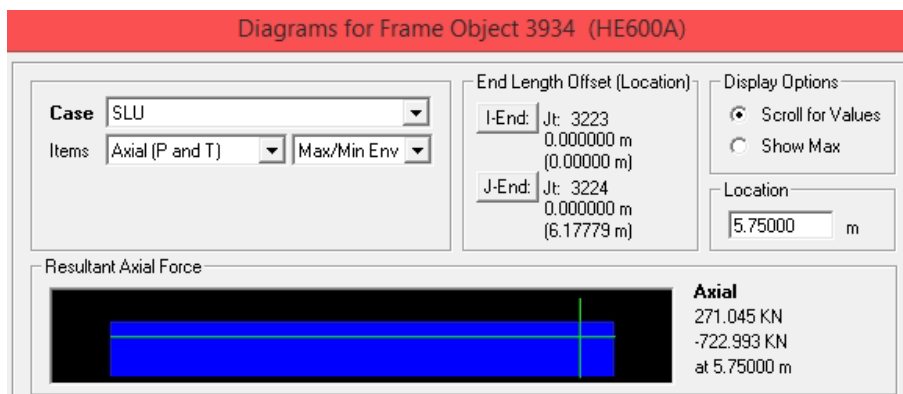 Diagrams for Frame Object 3934 (HE600A)
Case SLU
Items Axial (P and T) Max/Min Env
End Length Offset (Location)
I-End: Jt: 3223
0.000000 m
(0.00000 m)
J-End: Jt: 3224
0.000000 m
(6.17779 m)
Display Options
Scroll for Values
Show Max
Location
5.75000 m
Resultant Axial Force
Axial
271.045 KN
-722.993 KN
at 5.75000 m